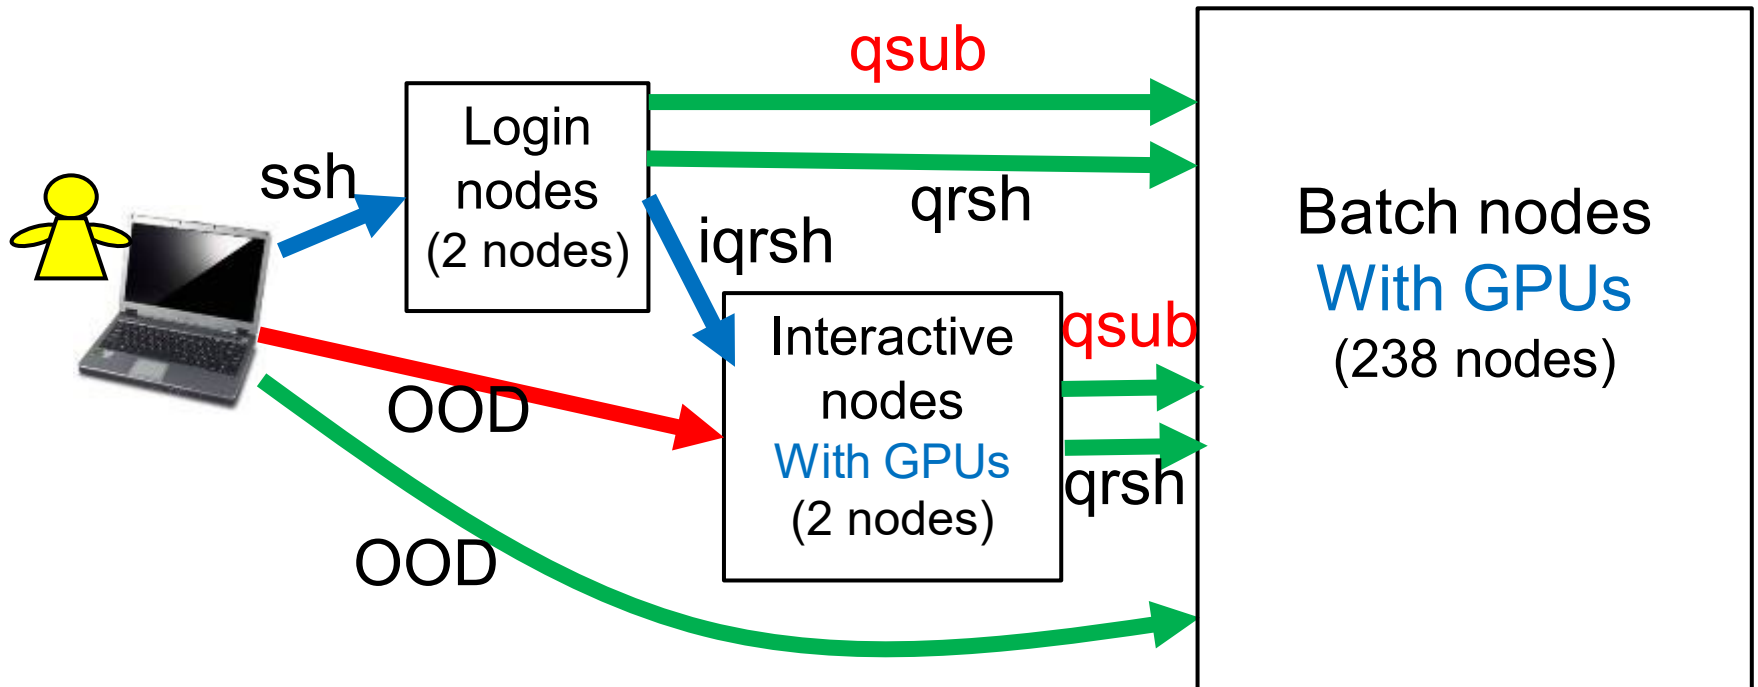 qsub
ssh
Login
nodes
(2 nodes)
qrsh
iqrsh
Batch nodes
With GPUs
(238 nodes)
OOD
Interactive
nodes
With GPUs
(2 nodes)
qsub
qrsh
OOD